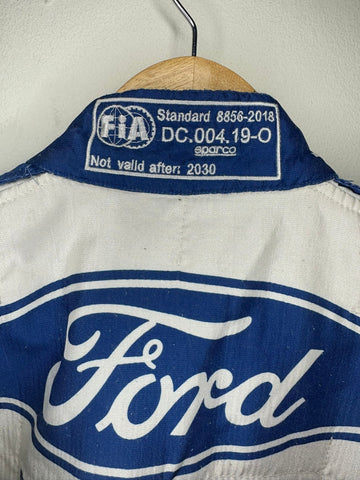 FIA
Standard 8856-2018
DC.004.19-O
sparco
Not valid after: 2030
Ford